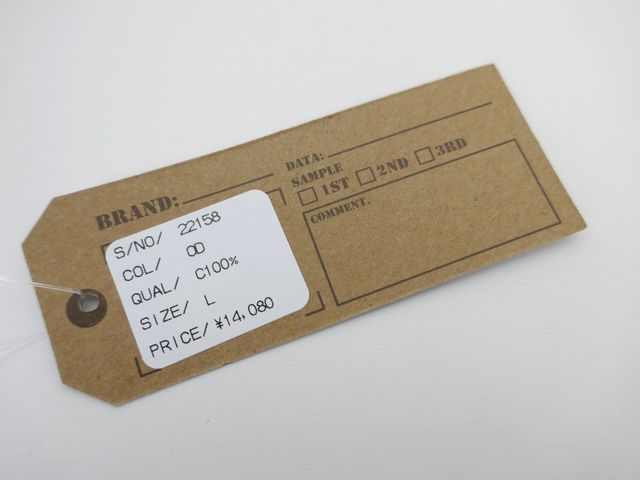 BRAND:
DATA:
SAMPLE
1ST 2ND 3RD
COMMENT.
S/NO/ 22158
COL/ OD
QUAL/ C100%
SIZE/ L
PRICE/ ¥14,080